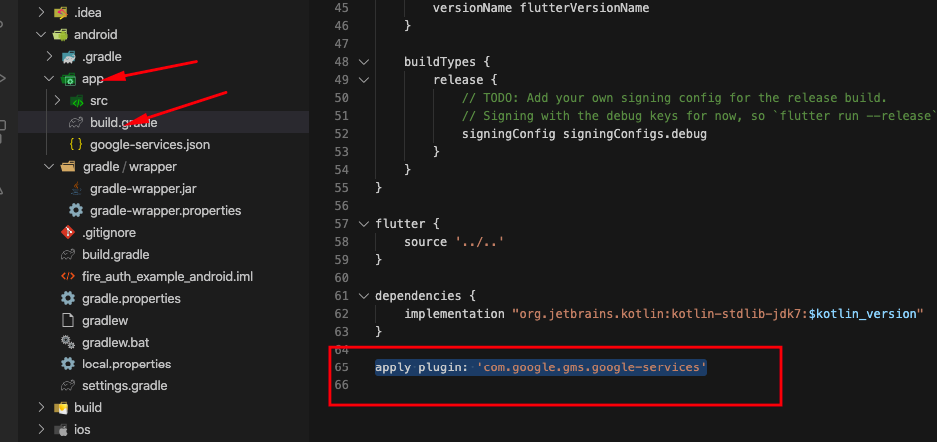 .idea
android
.gradle
app
src
build.gradle
google-services.json
gradle / wrapper
gradle-wrapper.jar
gradle-wrapper.properties
.gitignore
build.gradle
fire_auth_example_android.iml
gradle.properties
gradlew
gradlew.bat
local.properties
settings.gradle
build
ios
45 versionName flutterVersionName
46 }
47
48 buildTypes {
49 release {
50 // TODO: Add your own signing config for the release build.
51 // Signing with the debug keys for now, so `flutter run --release`
52 signingConfig signingConfigs.debug
53 }
54 }
55 }
56
57 flutter {
58 source '../..'
59 }
60
61 dependencies {
62 implementation "org.jetbrains.kotlin:kotlin-stdlib-jdk7:$kotlin_version"
63 }
64
65 apply plugin: 'com.google.gms.google-services'
66